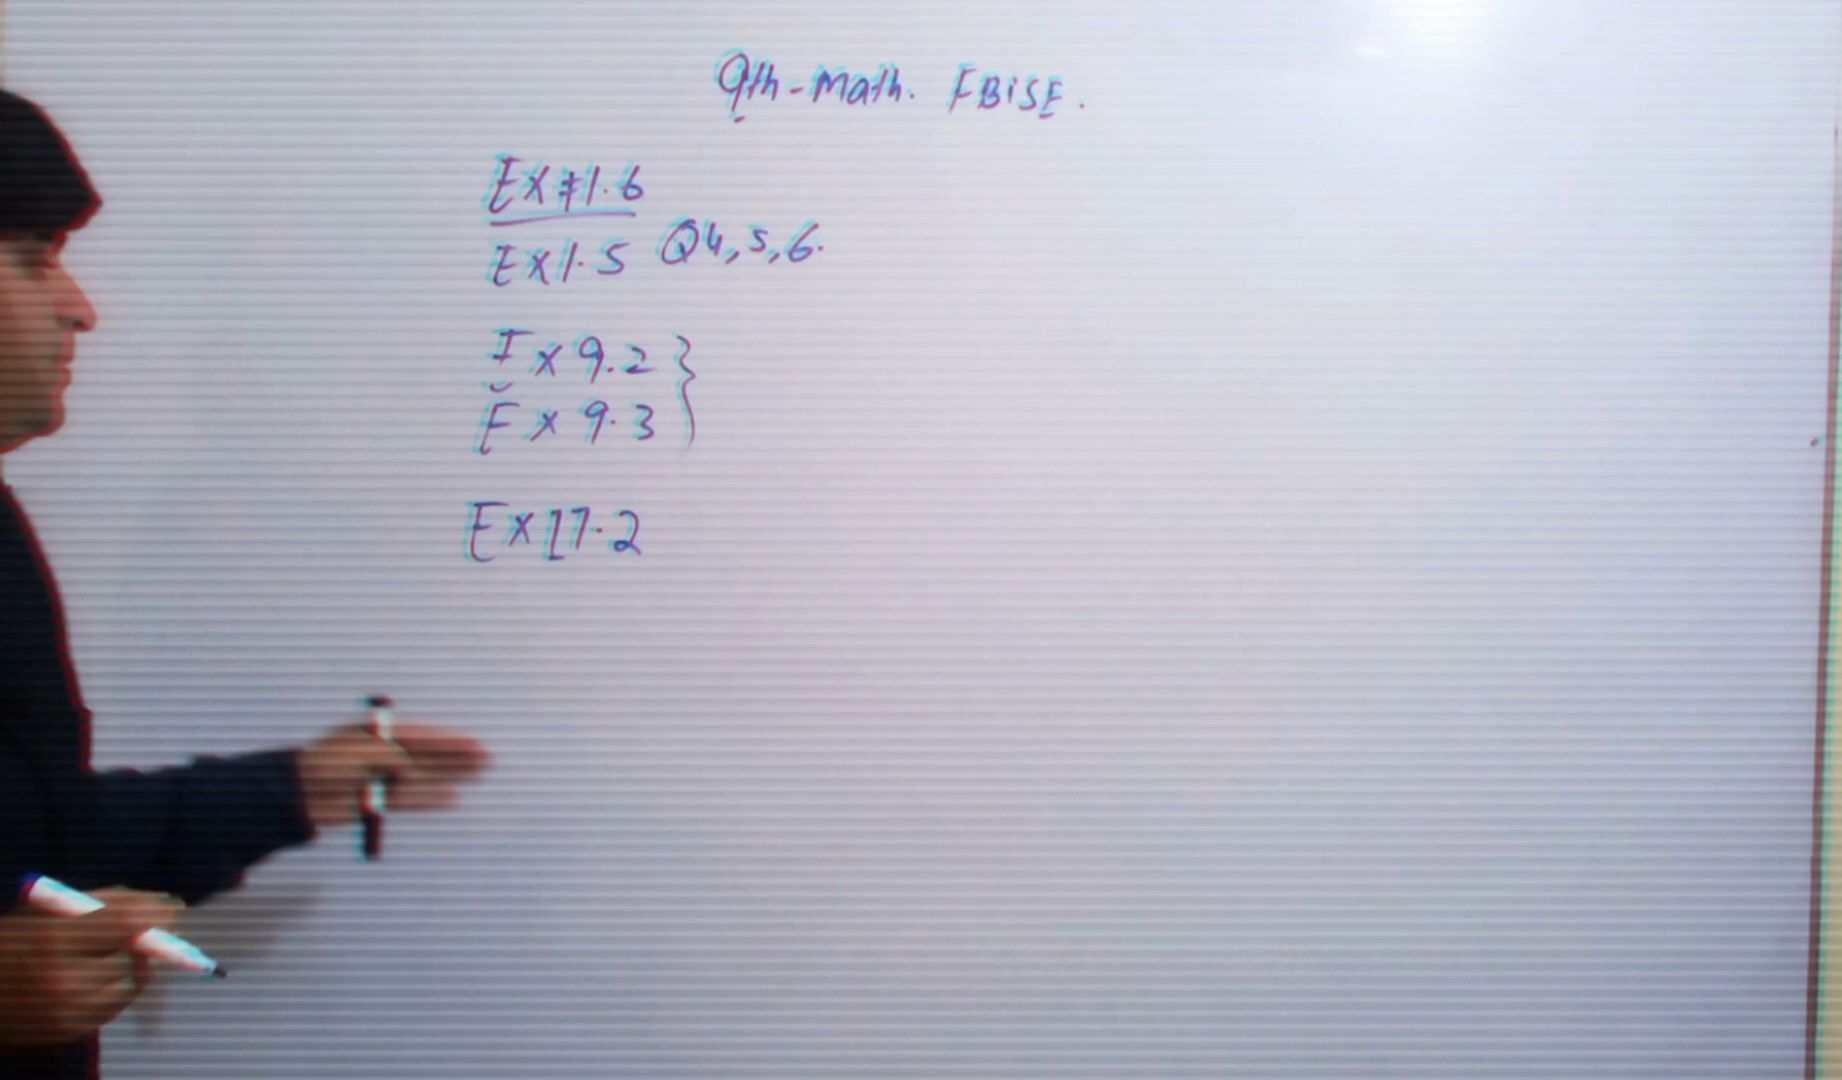 9th-Math. FBiSE.
Ex # 1.6
Ex 1.5 Q4,5,6.
Ex 9.2 }
Ex 9.3
Ex 17.2